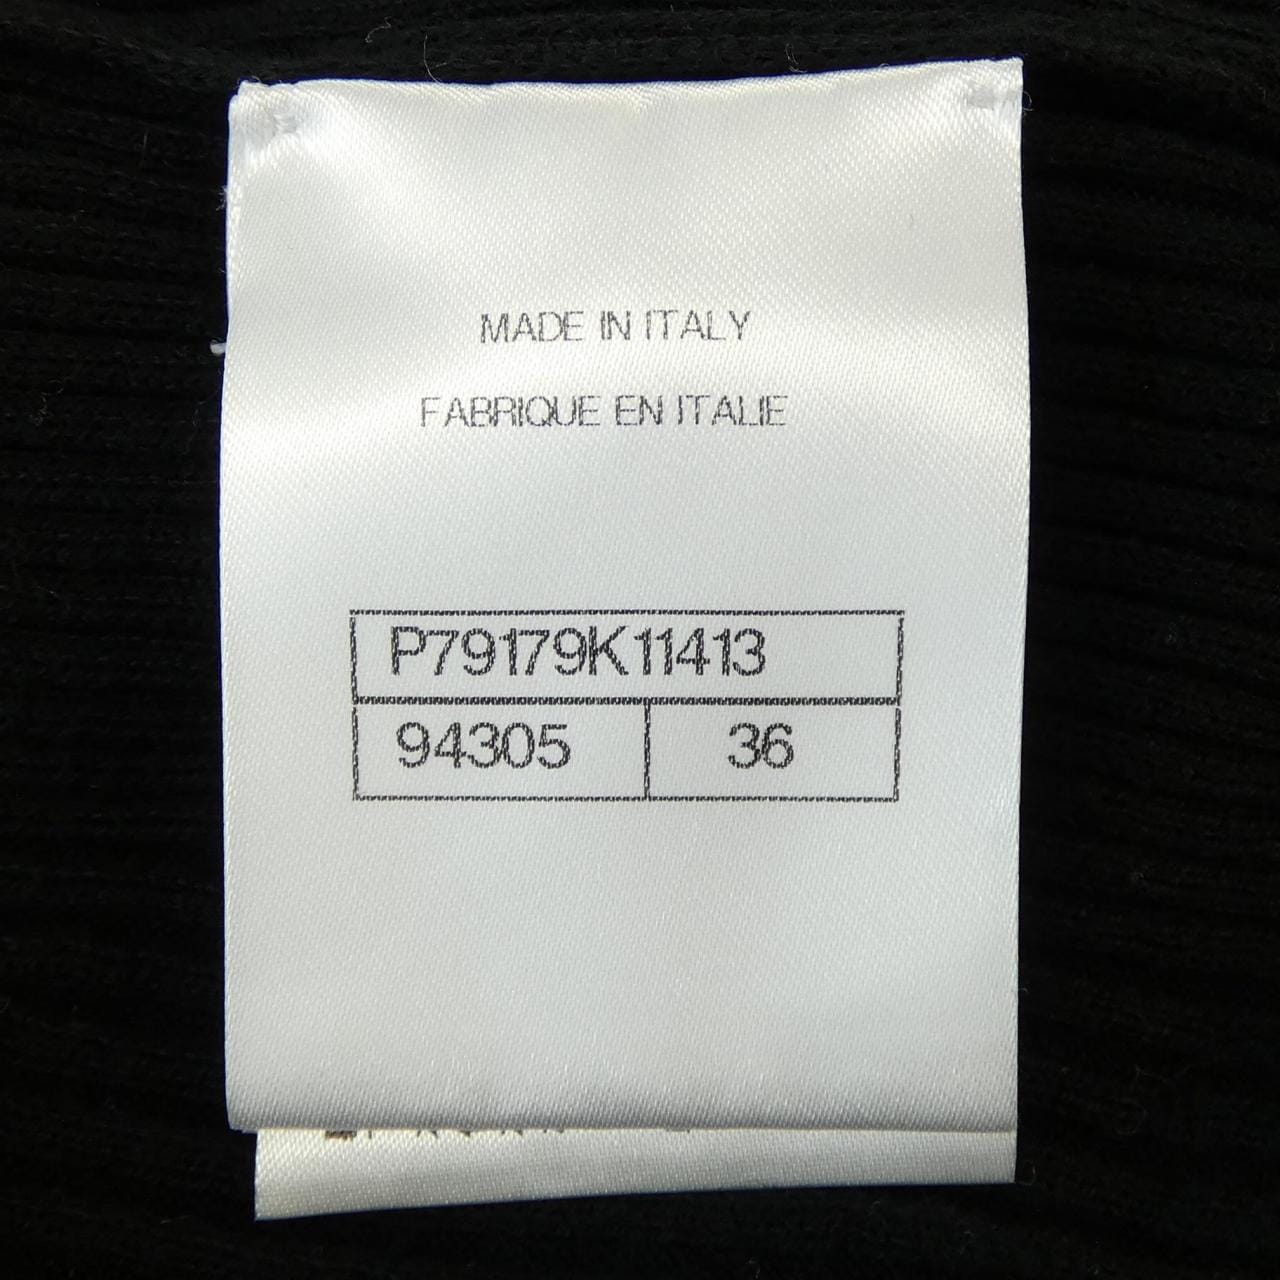 MADE IN ITALY
FABRIQUE EN ITALIE
P79179K11413
94305 36